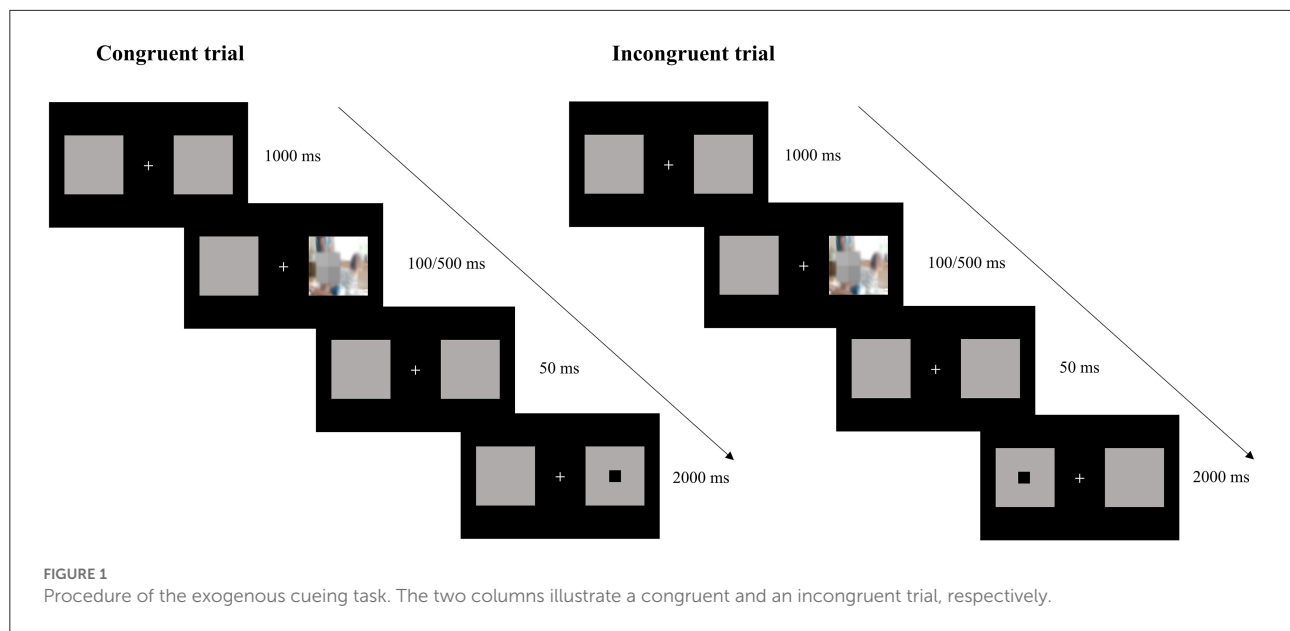 Congruent trial
Incongruent trial
1000 ms
100/500 ms
50 ms
2000 ms
1000 ms
100/500 ms
50 ms
2000 ms
FIGURE 1
Procedure of the exogenous cueing task. The two columns illustrate a congruent and an incongruent trial, respectively.